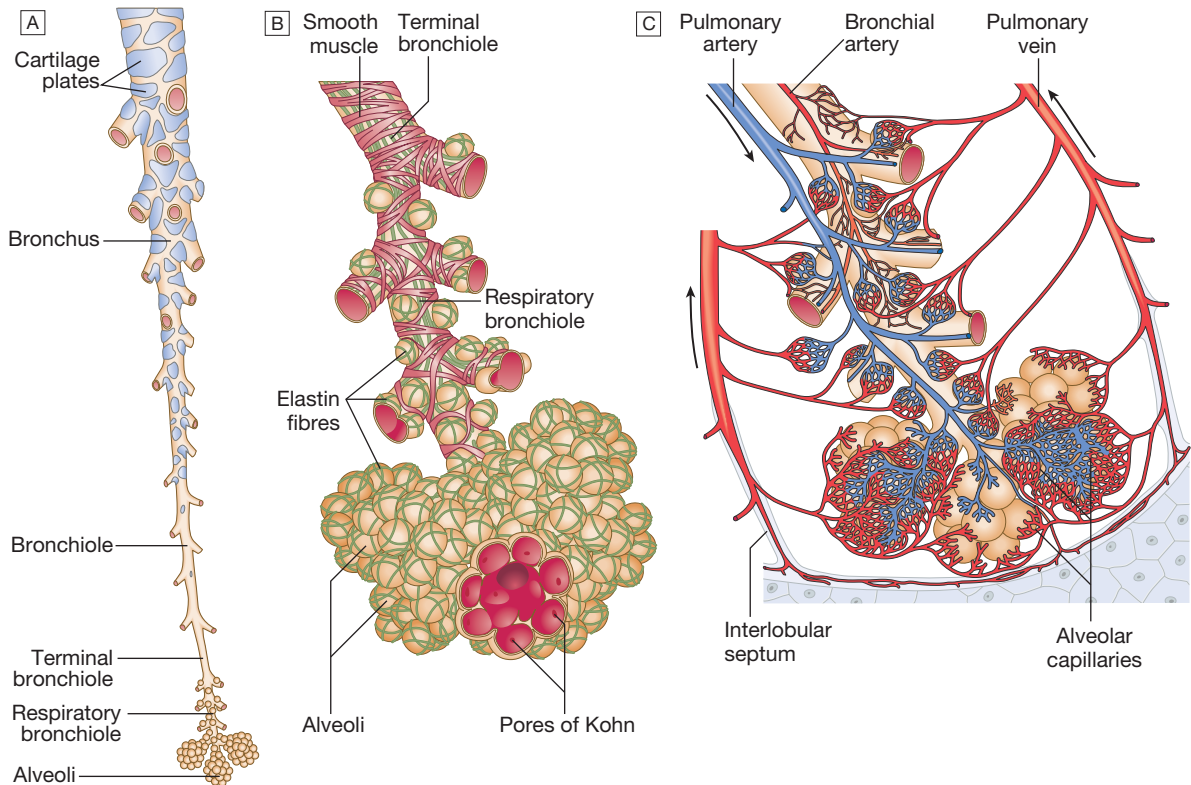 A
Cartilage
plates
Bronchus
Bronchiole
Terminal
bronchiole
Respiratory
bronchiole
Alveoli
B
Smooth
muscle
Terminal
bronchiole
Respiratory
bronchiole
Elastin
fibres
Alveoli
Pores of Kohn
C
Pulmonary
artery
Bronchial
artery
Pulmonary
vein
Interlobular
septum
Alveolar
capillaries